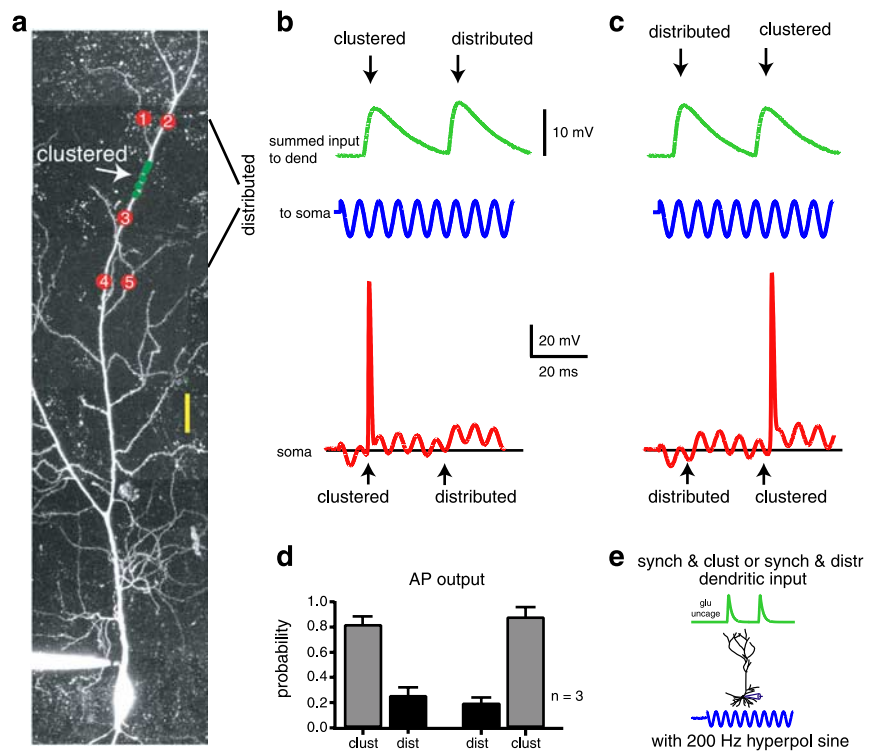 a
clustered
1
2
3
4
5
distributed
b
clustered
distributed
summed input
to dend
10 mV
to soma
20 mV
20 ms
soma
clustered
distributed
c
distributed
clustered
distributed
clustered
d
AP output
probability
1.0
0.8
0.6
0.4
0.2
0.0
clust
dist
dist
clust
n = 3
e
synch & clust or synch & distr
dendritic input
glu
uncage
with 200 Hz hyperpol sine